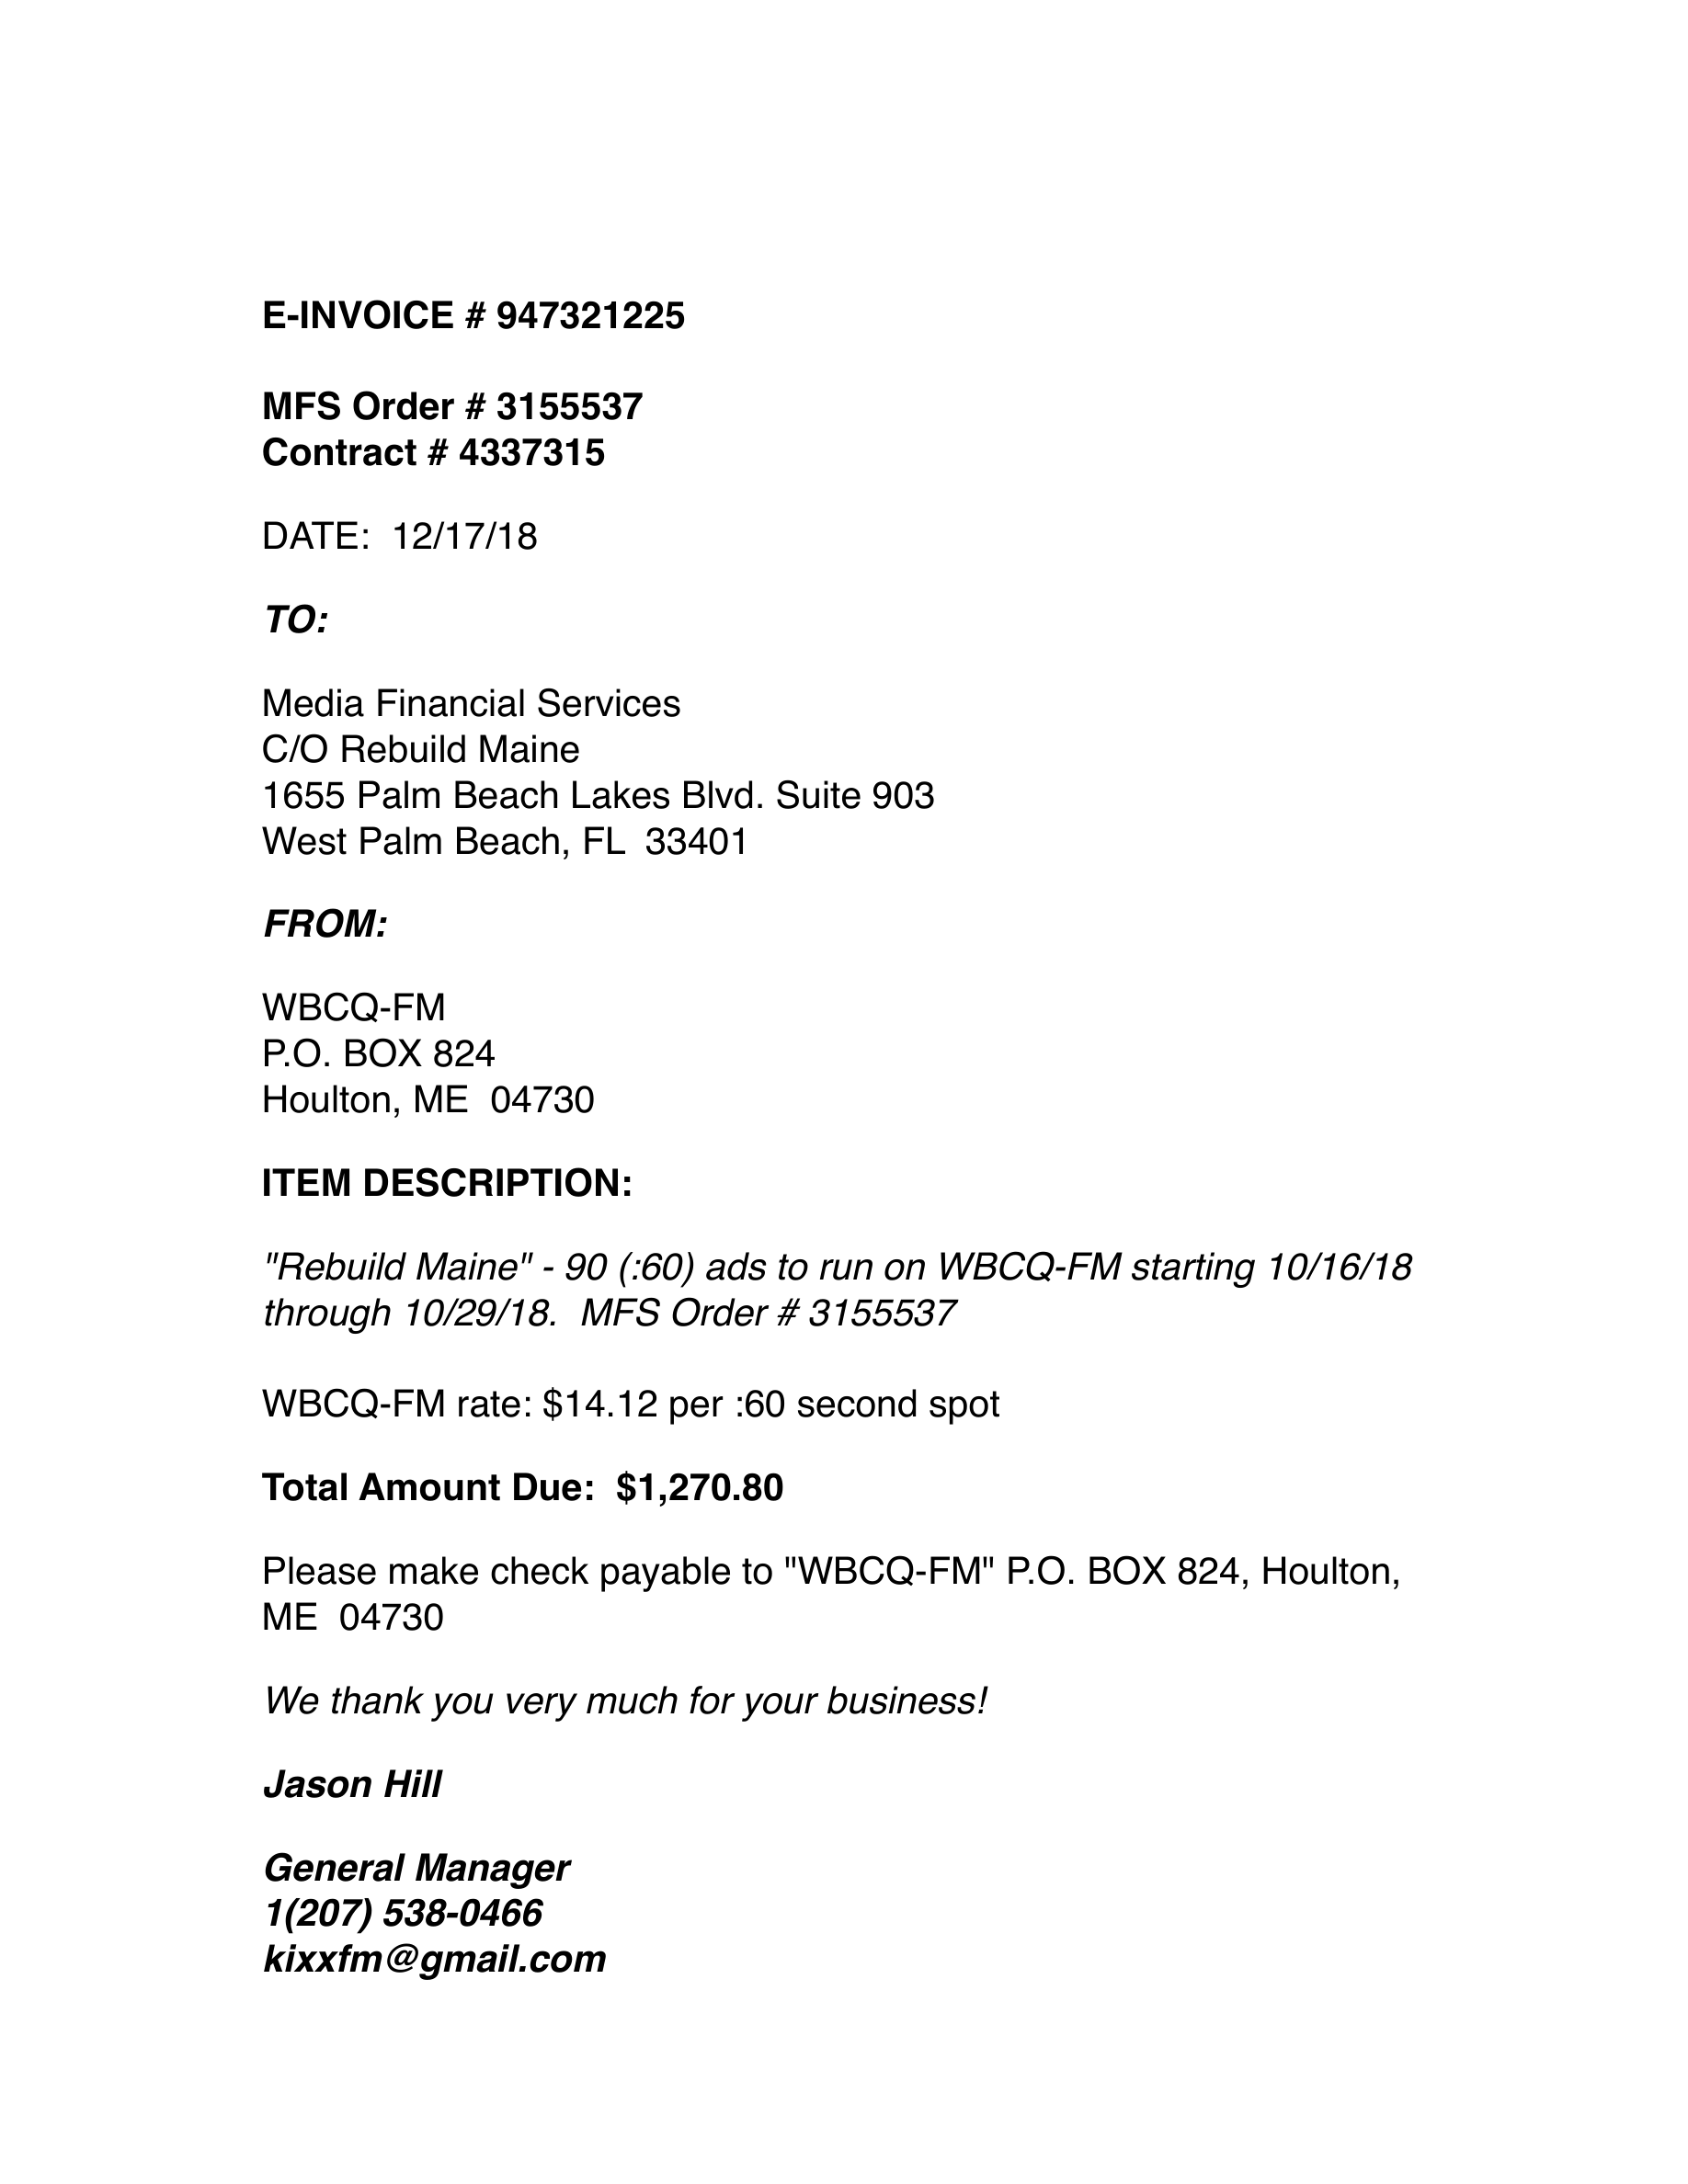 E-INVOICE # 947321225
MFS Order # 3155537
Contract # 4337315
DATE:  12/17/18
TO:
Media Financial Services
C/O Rebuild Maine
1655 Palm Beach Lakes Blvd. Suite 903
West Palm Beach, FL  33401
FROM:
WBCQ-FM
P.O. BOX 824
Houlton, ME  04730
ITEM DESCRIPTION:
"Rebuild Maine" - 90 (:60) ads to run on WBCQ-FM starting 10/16/18
through 10/29/18.  MFS Order # 3155537
WBCQ-FM rate: $14.12 per :60 second spot
Total Amount Due:  $1,270.80
Please make check payable to "WBCQ-FM" P.O. BOX 824, Houlton,
ME  04730
We thank you very much for your business!
Jason Hill
General Manager
1(207) 538-0466
kixxfm@gmail.com